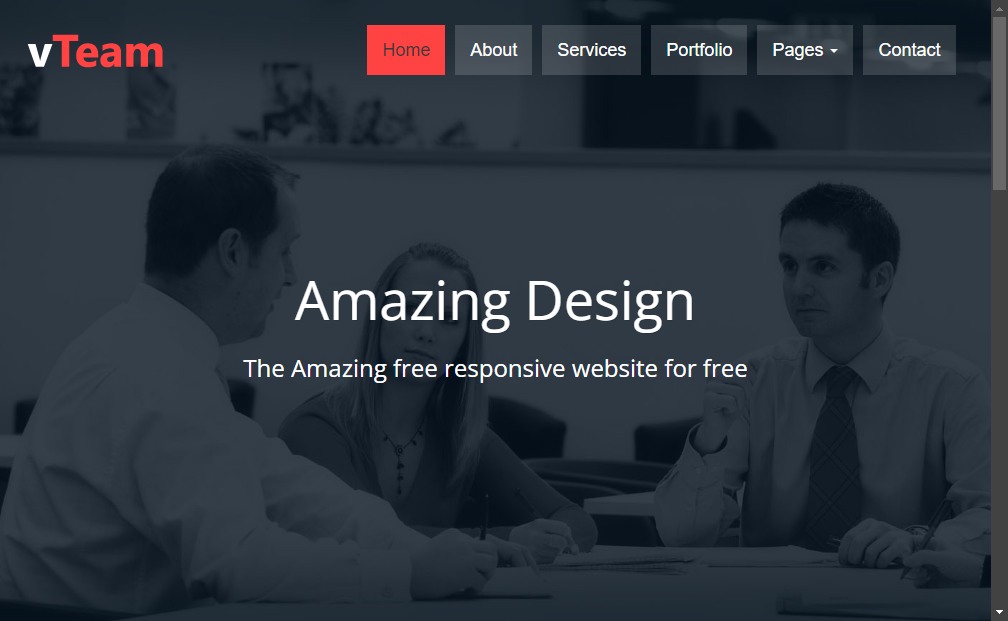 vTeam
Home About Services Portfolio Pages Contact
Amazing Design
The Amazing free responsive website for free